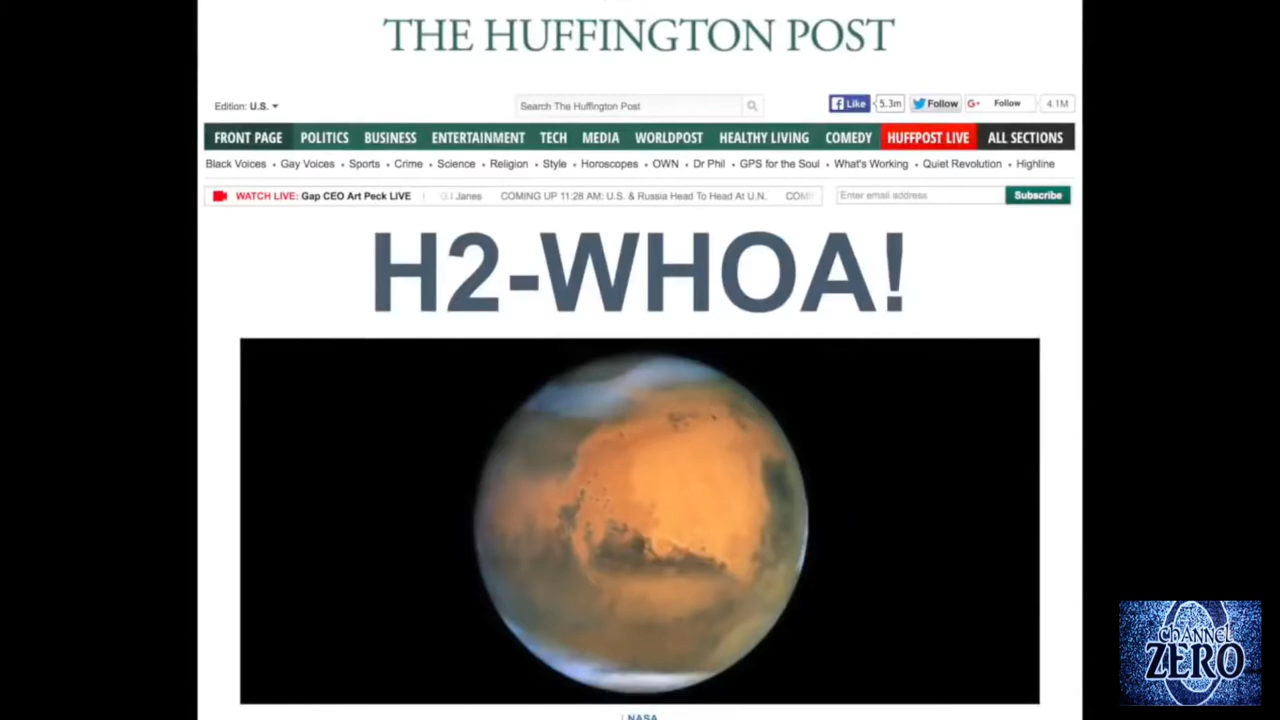 THE HUFFINGTON POST
Edition: U.S.
Search The Huffington Post
Like 5.3m Follow G+ Follow 4.1M
FRONT PAGE POLITICS BUSINESS ENTERTAINMENT TECH MEDIA WORLDPOST HEALTHY LIVING COMEDY HUFFPOST LIVE ALL SECTIONS
Black Voices • Gay Voices • Sports • Crime • Science • Religion • Style • Horoscopes • OWN • Dr Phil • GPS for the Soul • What's Working • Quiet Revolution • Highline
WATCH LIVE: Gap CEO Art Peck LIVE Janes COMING UP 11:28 AM: U.S. & Russia Head To Head At U.N. COMI Enter email address Subscribe
H2-WHOA!
NASA
CHANNEL
ZERO